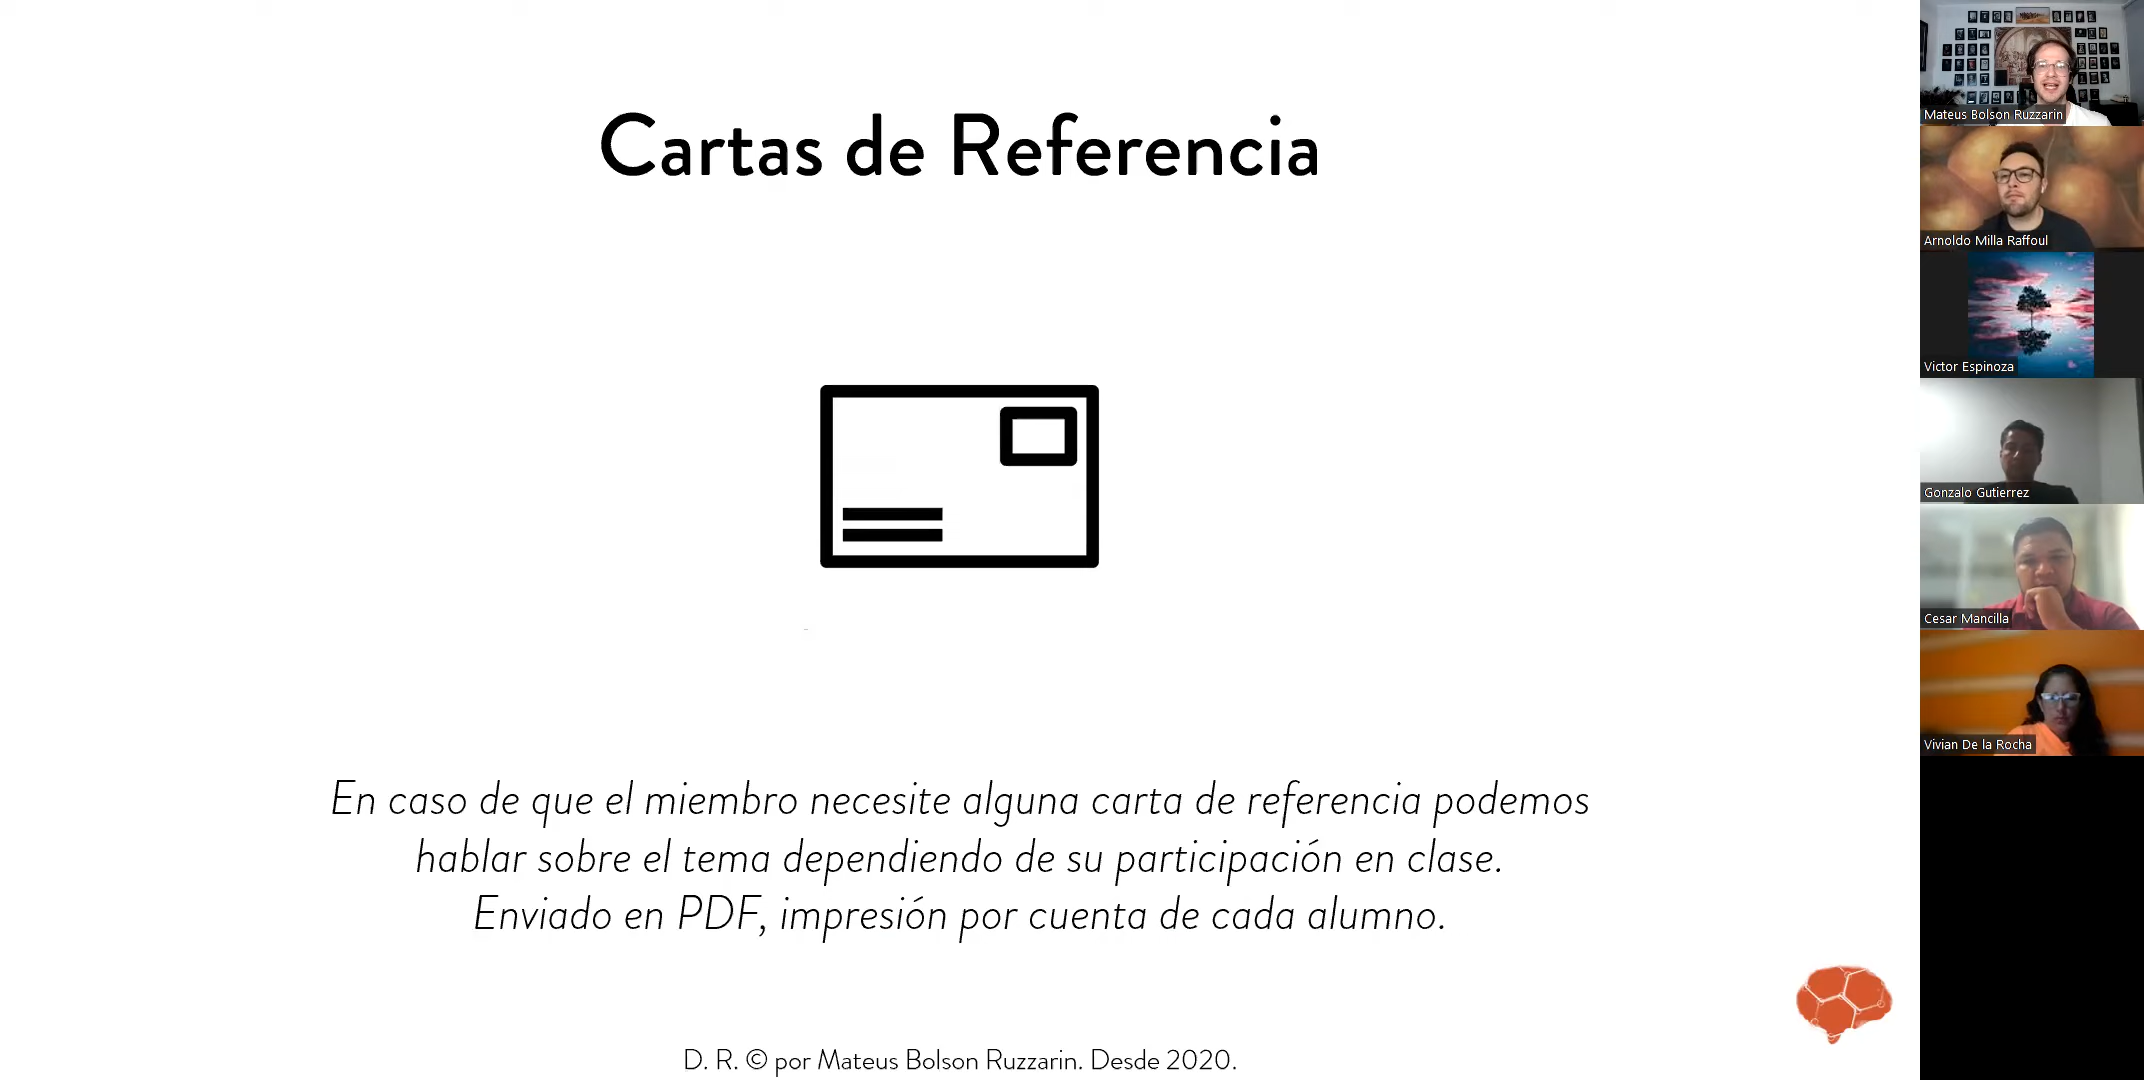 Cartas de Referencia
En caso de que el miembro necesite alguna carta de referencia podemos
hablar sobre el tema dependiendo de su participación en clase.
Enviado en PDF, impresión por cuenta de cada alumno.
D. R. © por Mateus Bolson Ruzzarin. Desde 2020.
Mateus Bolson Ruzzarin
Arnoldo Milla Raffoul
Victor Espinoza
Gonzalo Gutierrez
Cesar Mancilla
Vivian De la Rocha